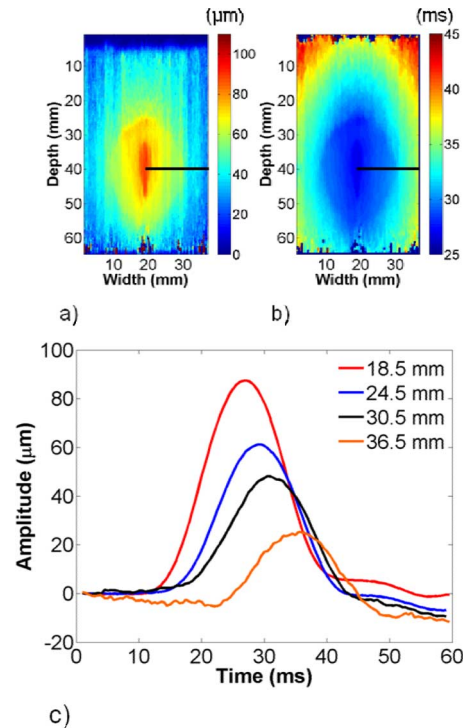 (µm)
(ms)
Depth (mm)
10
20
30
40
50
60
10 20 30
Width (mm)
100
80
60
40
20
0
Depth (mm)
10
20
30
40
50
60
10 20 30
Width (mm)
45
40
35
30
25
a)
b)
Amplitude (µm)
100
80
60
40
20
0
-20
18.5 mm
24.5 mm
30.5 mm
36.5 mm
0 10 20 30 40 50 60
Time (ms)
c)